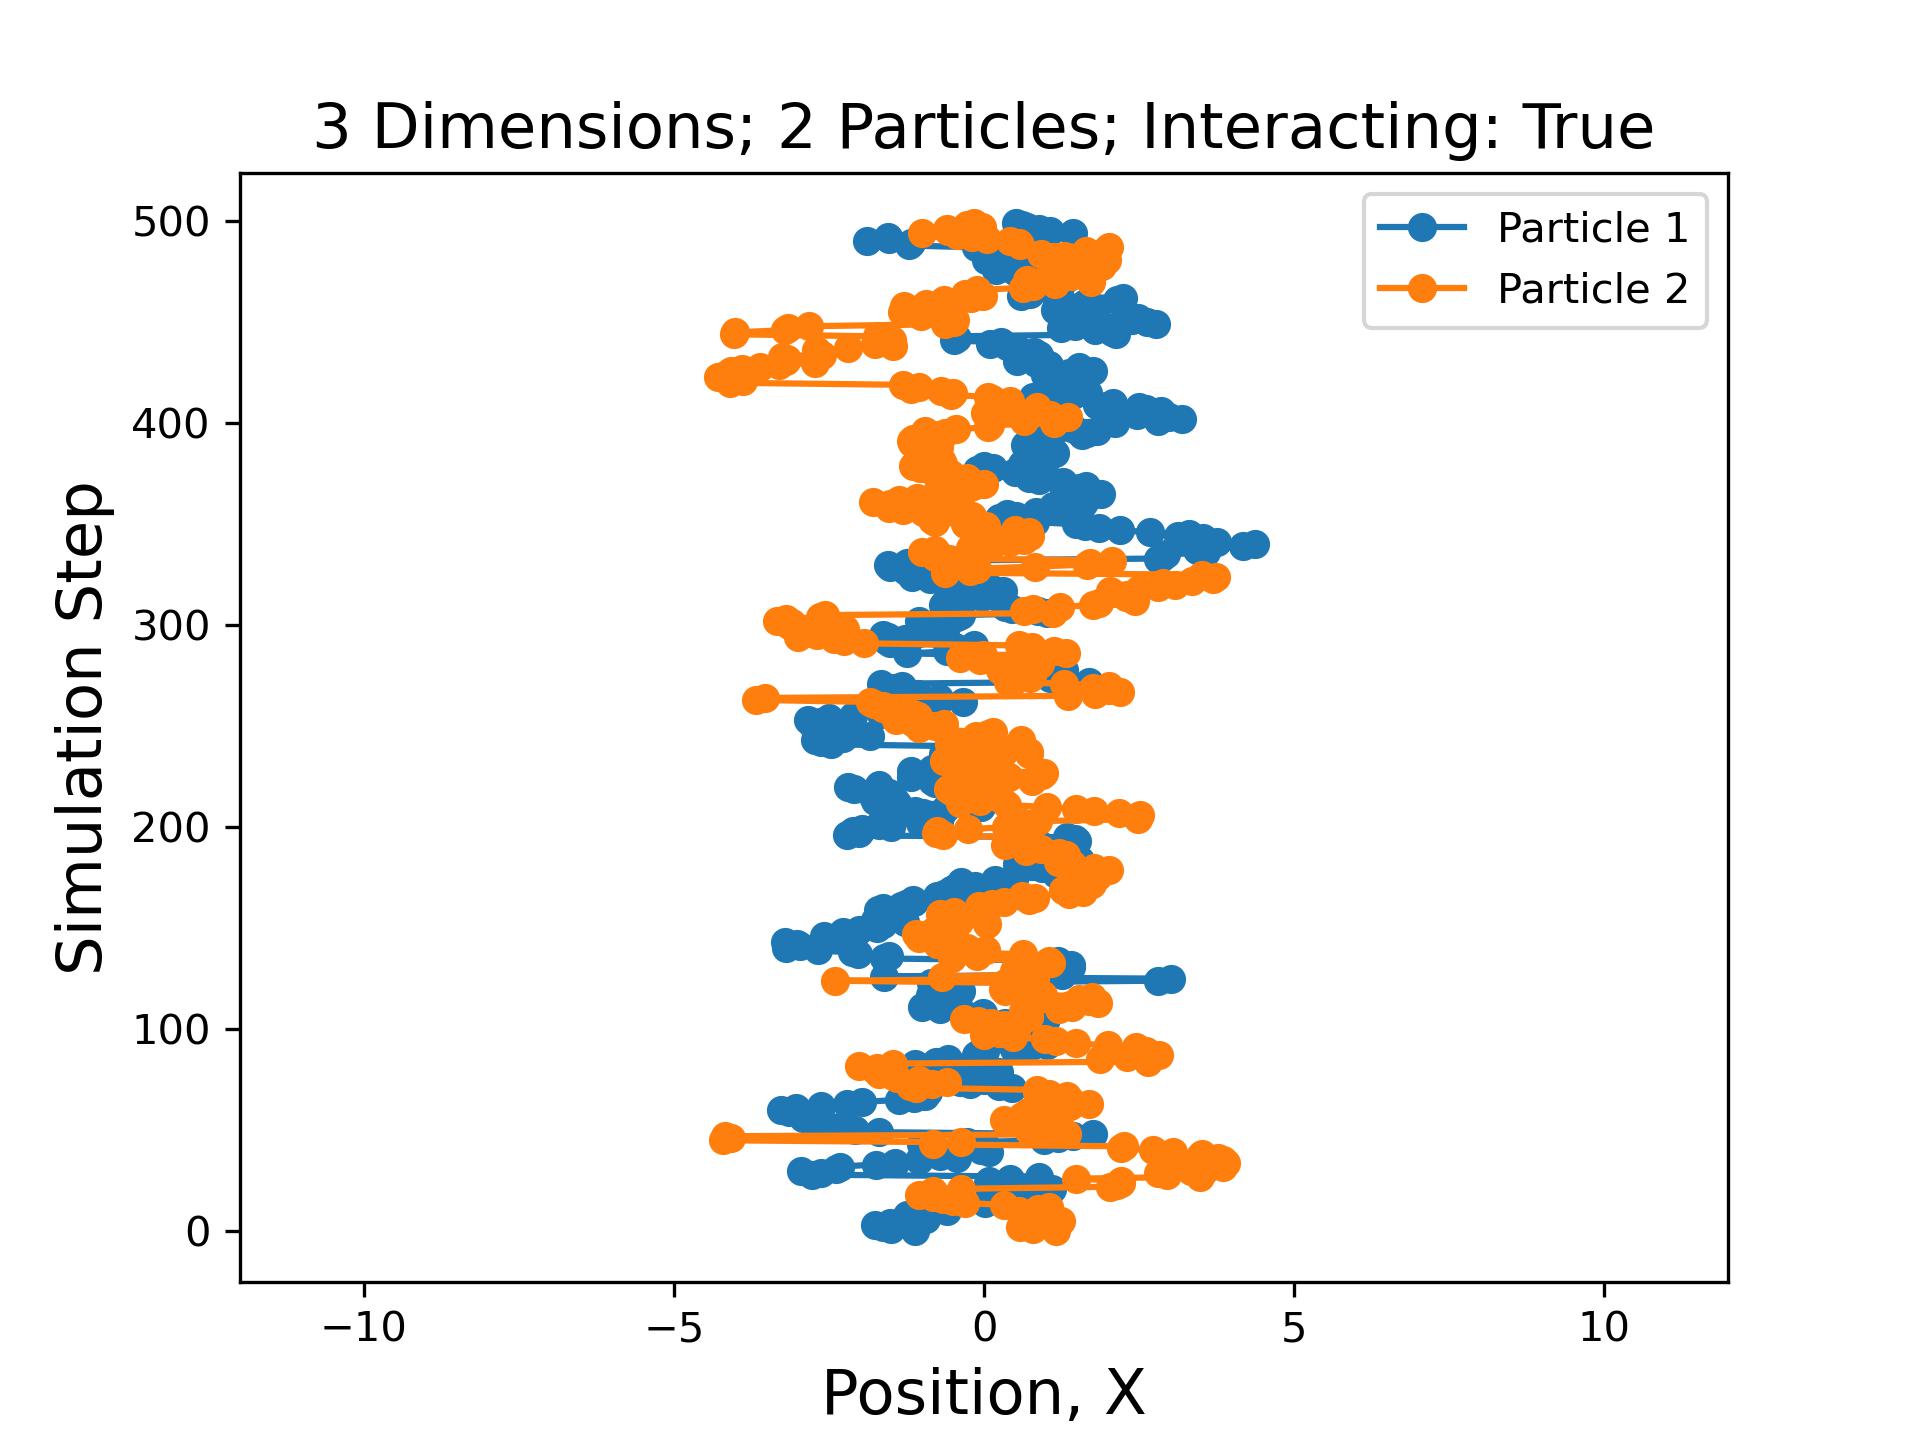 3 Dimensions; 2 Particles; Interacting: True
Particle 1
Particle 2
500
400
300
200
100
0
Simulation Step
−10 −5 0 5 10
Position, X